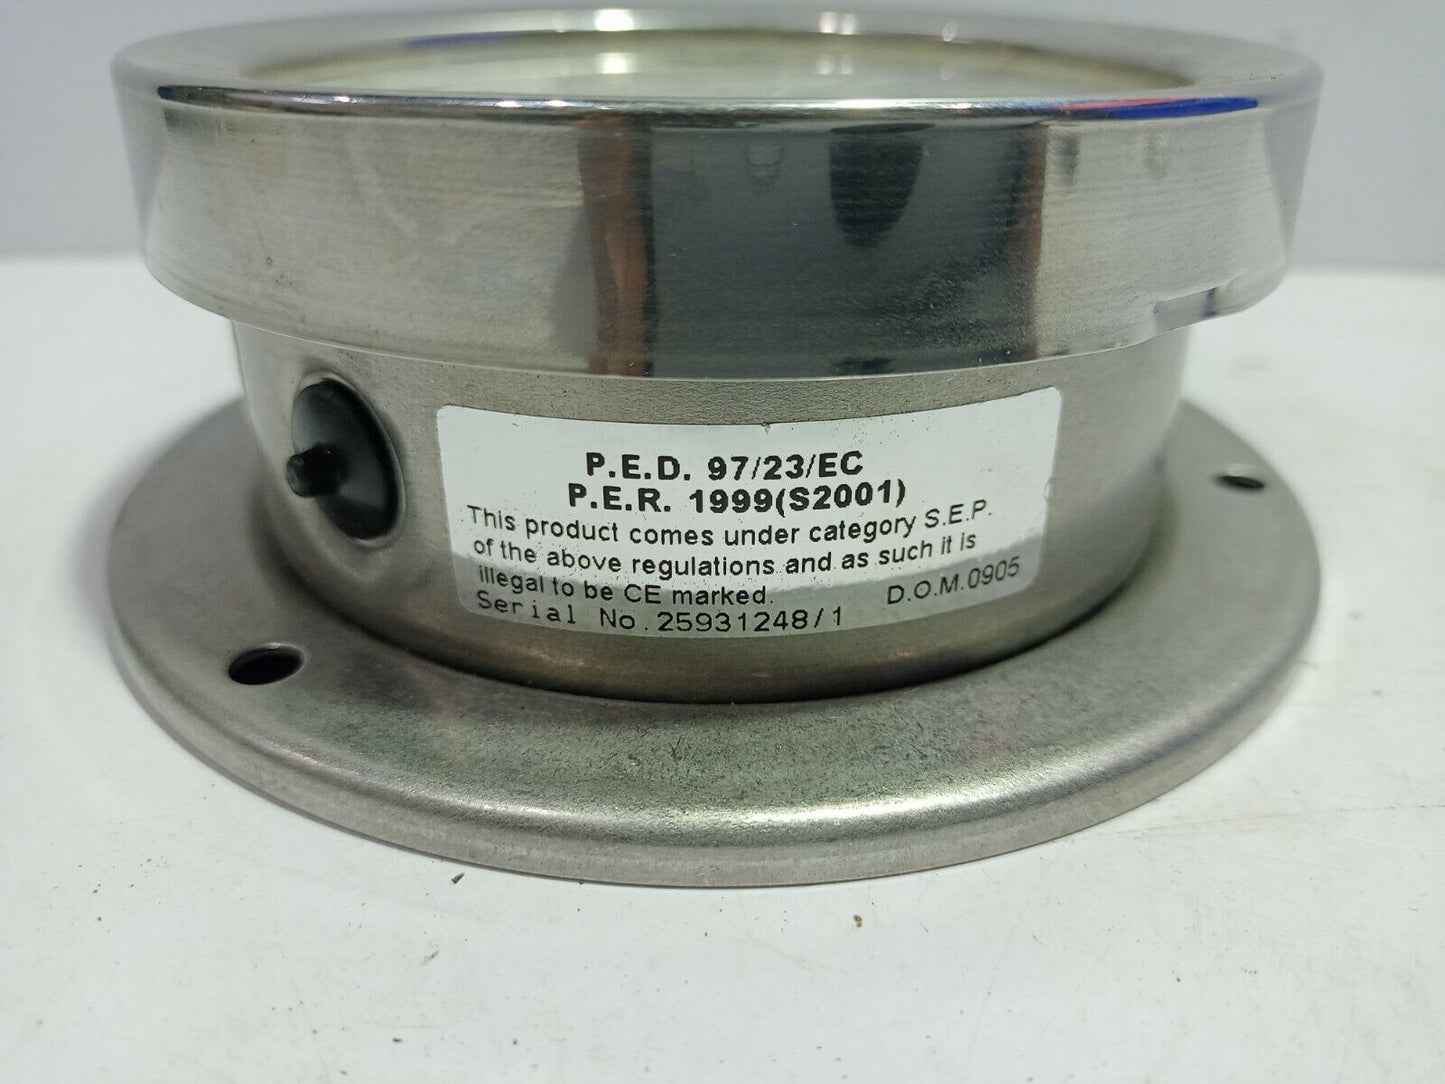 P.E.D. 97/23/EC
P.E.R. 1999(S2001)
This product comes under category S.E.P.
of the above regulations and as such it is
illegal to be CE marked.
D.O.M.0905
Serial No.25931248/1